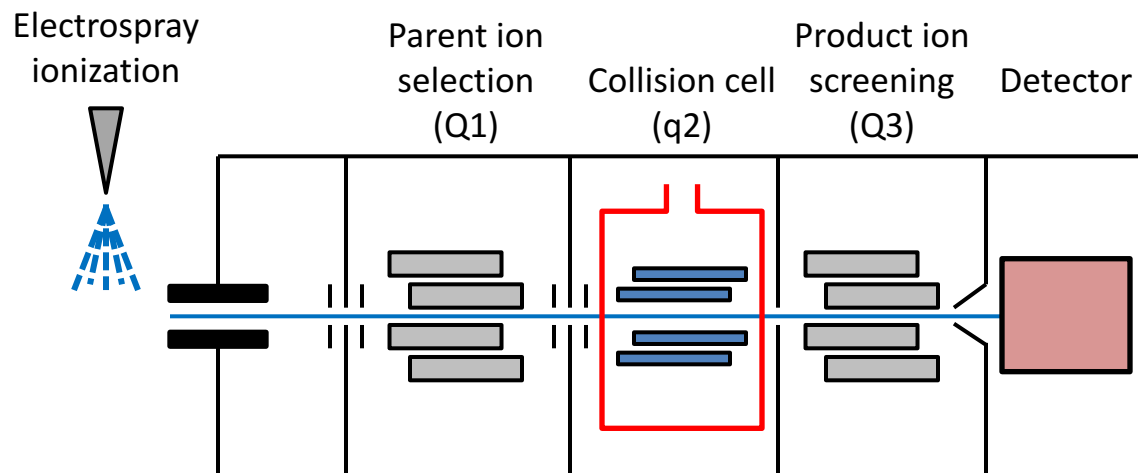 Electrospray
ionization
Parent ion
selection
(Q1)
Collision cell
(q2)
Product ion
screening
(Q3)
Detector